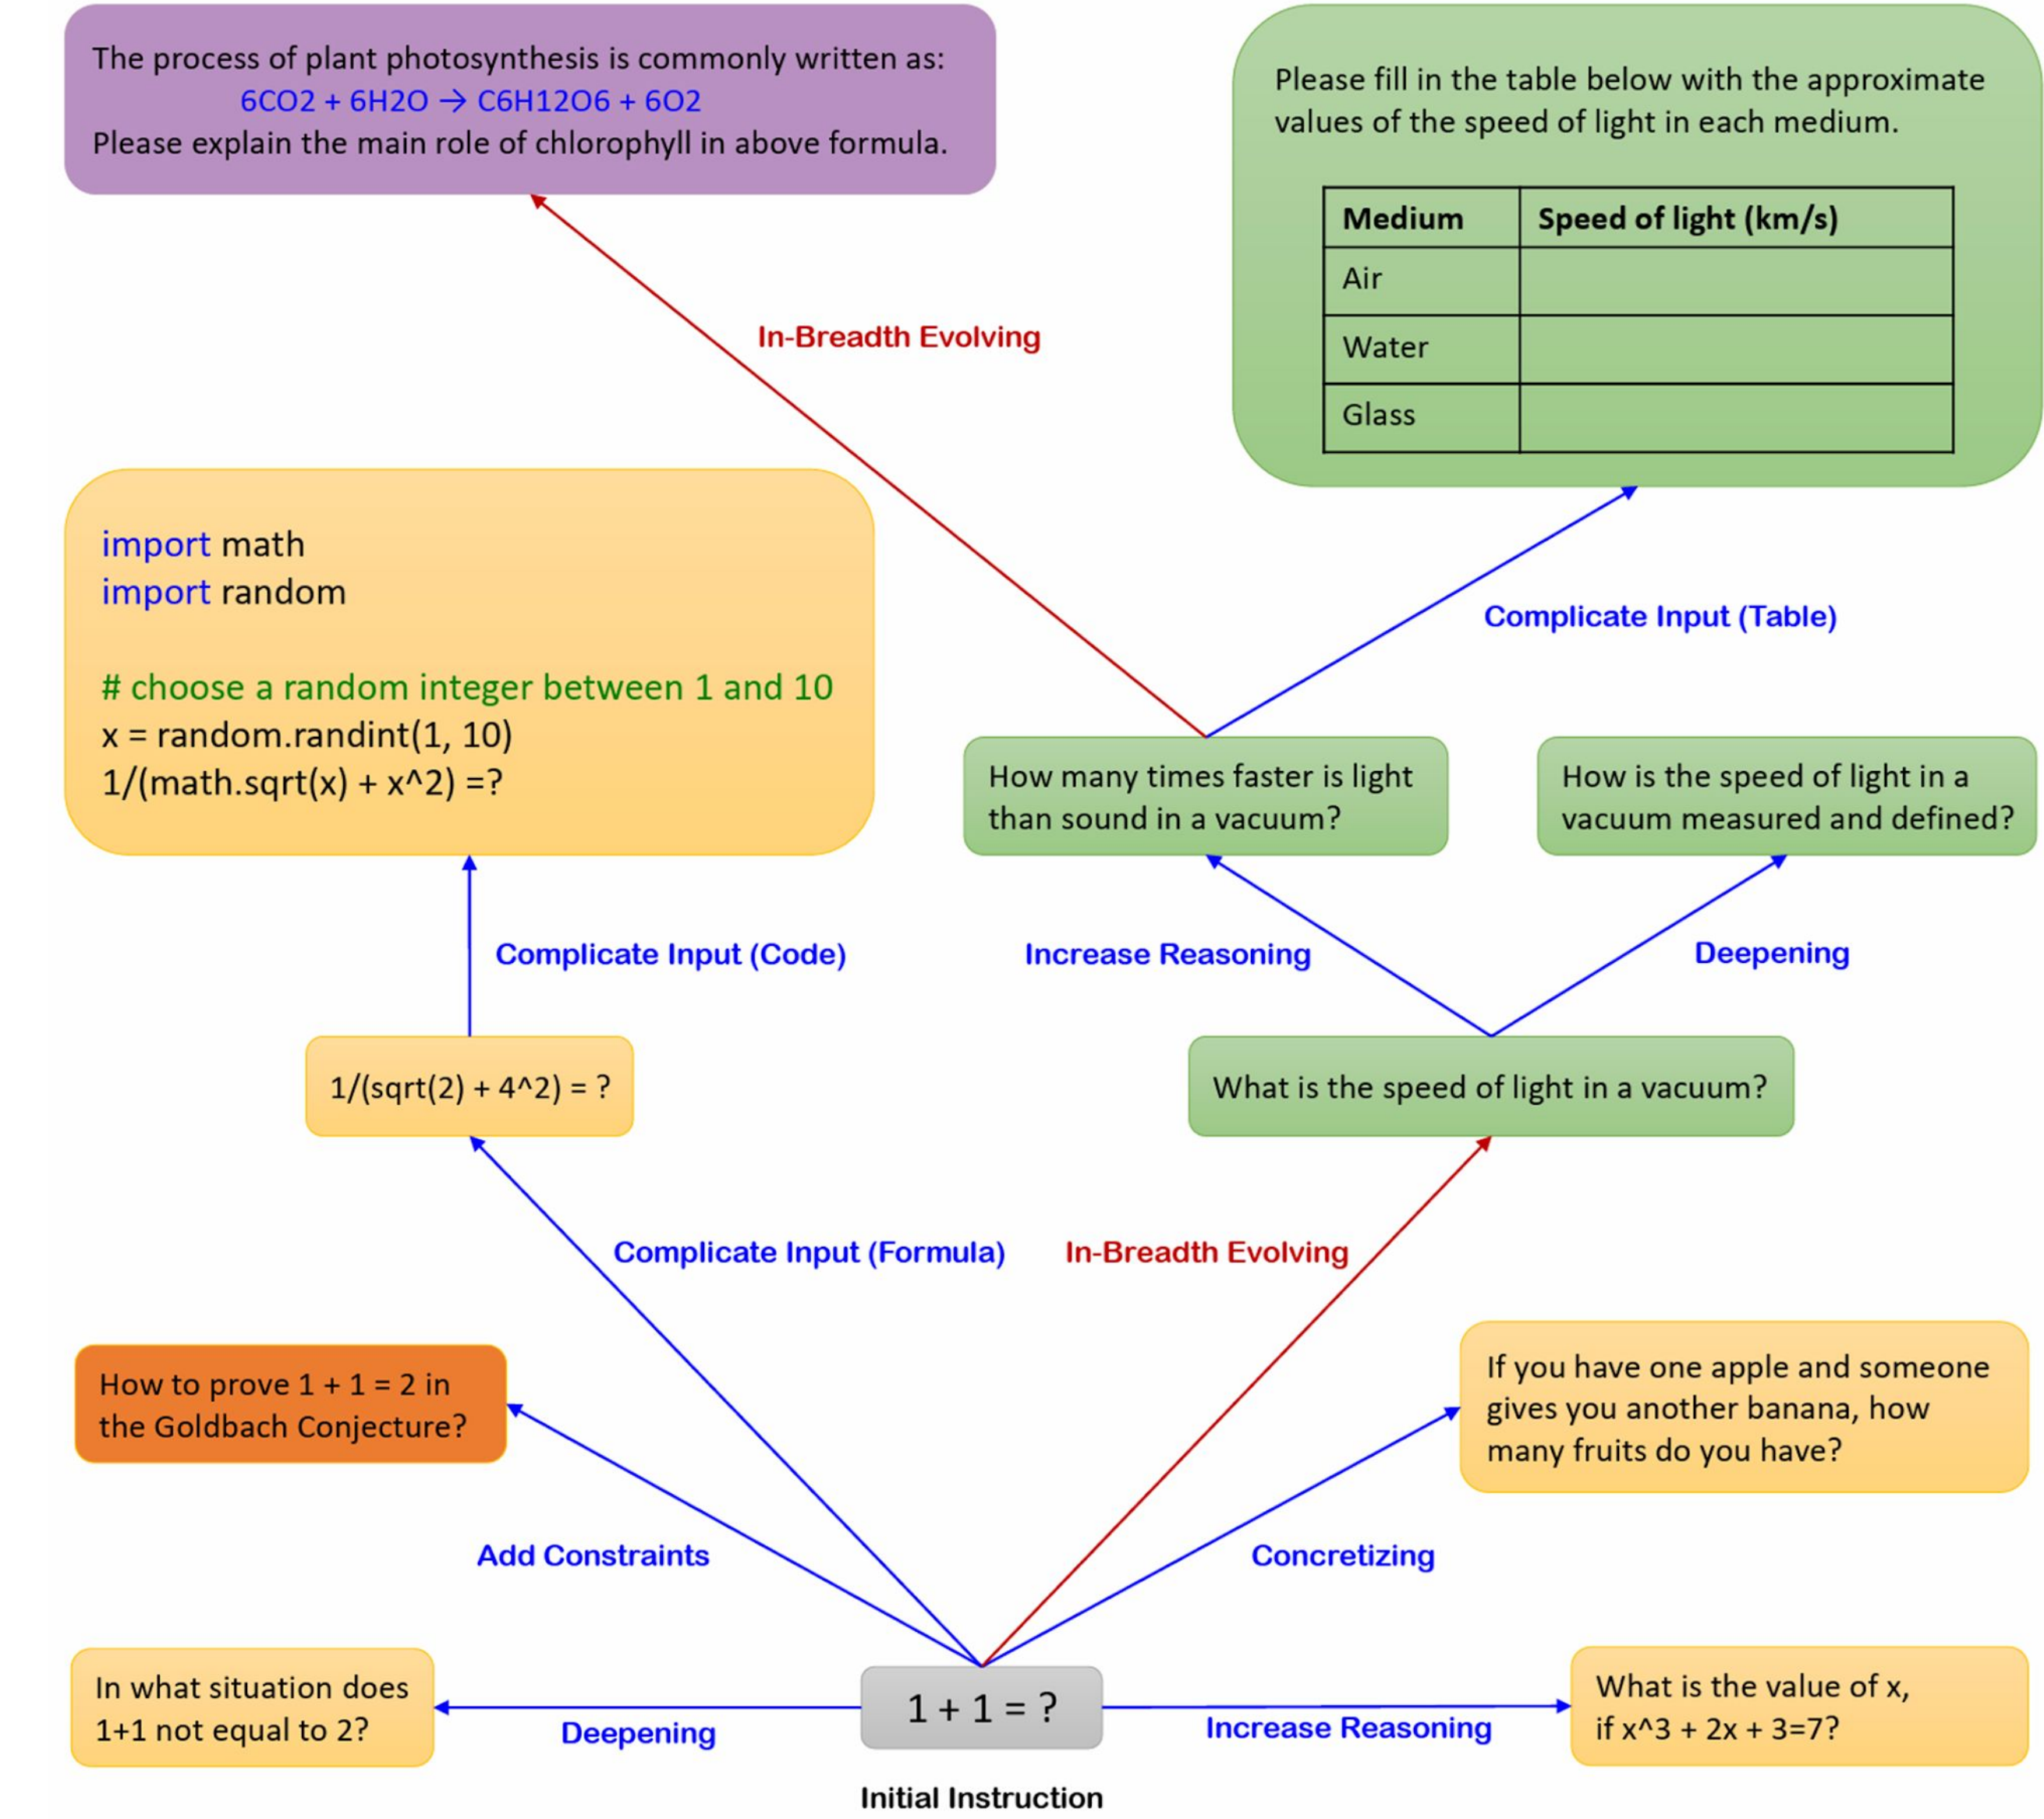 The process of plant photosynthesis is commonly written as:
6CO2 + 6H2O → C6H12O6 + 6O2
Please explain the main role of chlorophyll in above formula.
Please fill in the table below with the approximate
values of the speed of light in each medium.
Medium Speed of light (km/s)
Air
Water
Glass
In-Breadth Evolving
import math
import random
# choose a random integer between 1 and 10
x = random.randint(1, 10)
1/(math.sqrt(x) + x^2) =?
Complicate Input (Table)
How many times faster is light
than sound in a vacuum?
How is the speed of light in a
vacuum measured and defined?
Complicate Input (Code)
Increase Reasoning
Deepening
1/(sqrt(2) + 4^2) = ?
What is the speed of light in a vacuum?
Complicate Input (Formula)
In-Breadth Evolving
How to prove 1 + 1 = 2 in
the Goldbach Conjecture?
If you have one apple and someone
gives you another banana, how
many fruits do you have?
Add Constraints
Concretizing
In what situation does
1+1 not equal to 2?
Deepening
1 + 1 = ?
Increase Reasoning
What is the value of x,
if x^3 + 2x + 3=7?
Initial Instruction